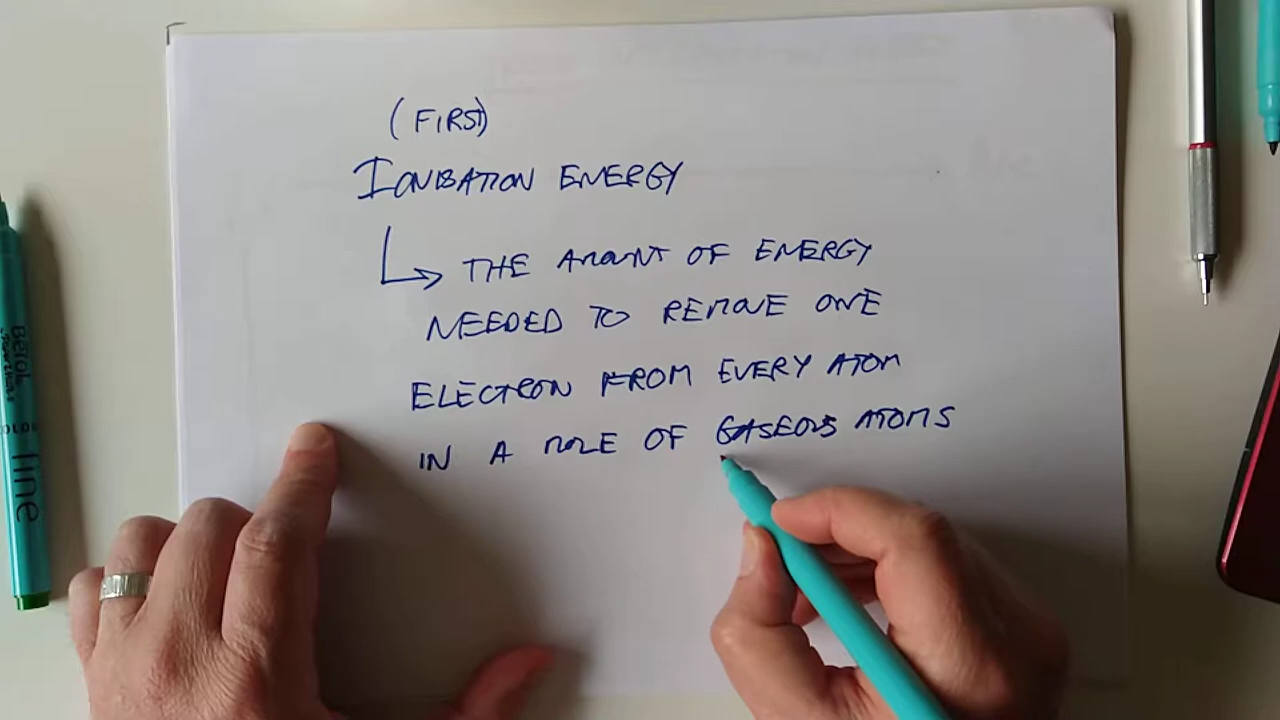 (FIRST)
IONISATION ENERGY
THE AMOUNT OF ENERGY
NEEDED TO REMOVE ONE
ELECTRON FROM EVERY ATOM
IN A MOLE OF GASEOUS ATOMS
Berol
line